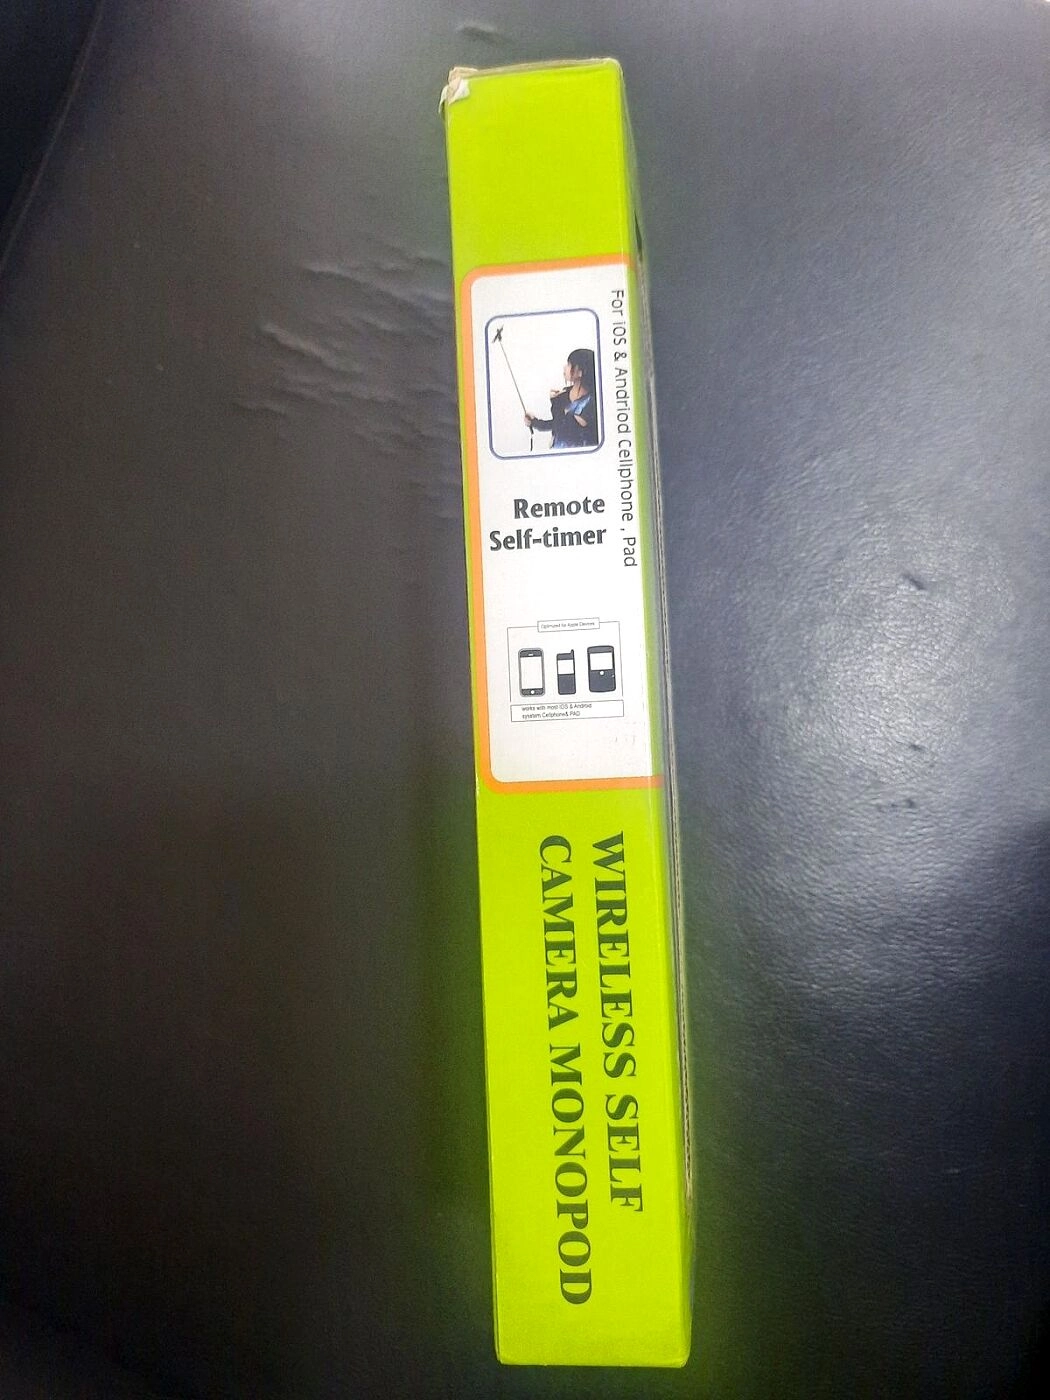 For iOS & Andriod cellphone , Pad
Remote
Self-timer
Optimized for Apple Devices
works with most IOS & Android
sysstem Cellphone& PAD
WIRELESS SELF
CAMERA MONOPOD